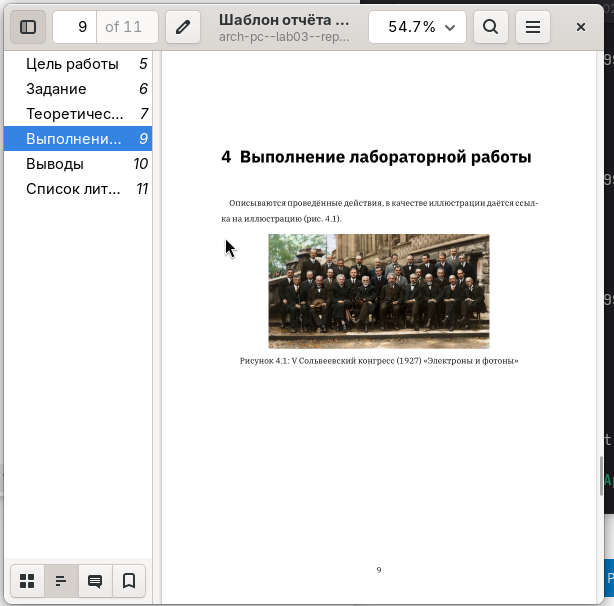 9
of 11
Шаблон отчёта ...
arch-pc--lab03--rep...
54.7%
Цель работы 5
Задание 6
Теоретичес... 7
Выполнени... 9
Выводы 10
Список лит... 11
4 Выполнение лабораторной работы
Описываются проведённые действия, в качестве иллюстрации даётся ссыл-
ка на иллюстрацию (рис. 4.1).
Рисунок 4.1: V Сольвеевский конгресс (1927) «Электроны и фотоны»
9